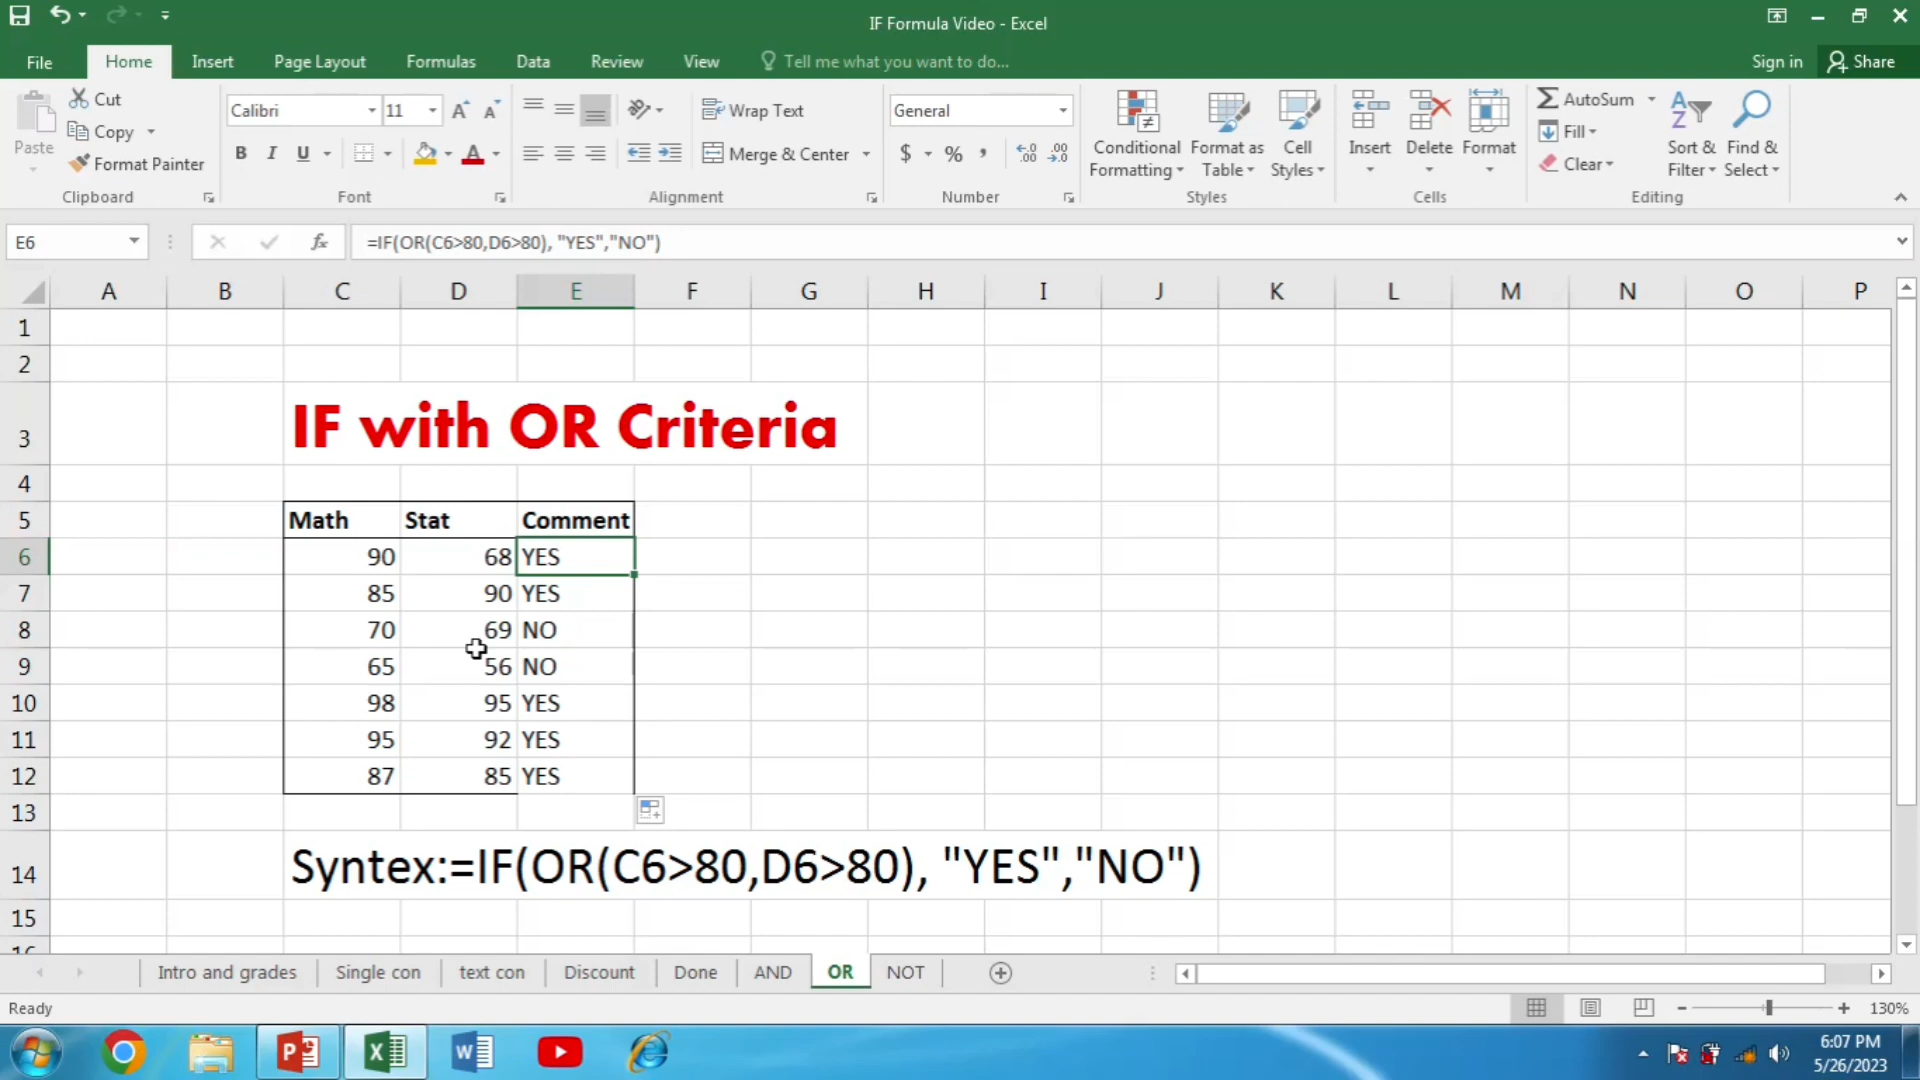 IF Formula Video - Excel
File Home Insert Page Layout Formulas Data Review View Tell me what you want to do... Sign in Share
Paste Cut Copy Format Painter Clipboard
Calibri 11 B I U Font
Wrap Text Merge & Center Alignment
General $ % , Number
Conditional Formatting Format as Table Cell Styles Styles
Insert Delete Format Cells
AutoSum Fill Clear Sort & Filter Find & Select Editing
E6 fx =IF(OR(C6>80,D6>80), "YES","NO")
A B C D E F G H I J K L M N O P
1
2
3 IF with OR Criteria
4
5 Math Stat Comment
6 90 68 YES
7 85 90 YES
8 70 69 NO
9 65 56 NO
10 98 95 YES
11 95 92 YES
12 87 85 YES
13
14 Syntex:=IF(OR(C6>80,D6>80), "YES","NO")
15
16
Intro and grades Single con text con Discount Done AND OR NOT
Ready 130%
6:07 PM
5/26/2023